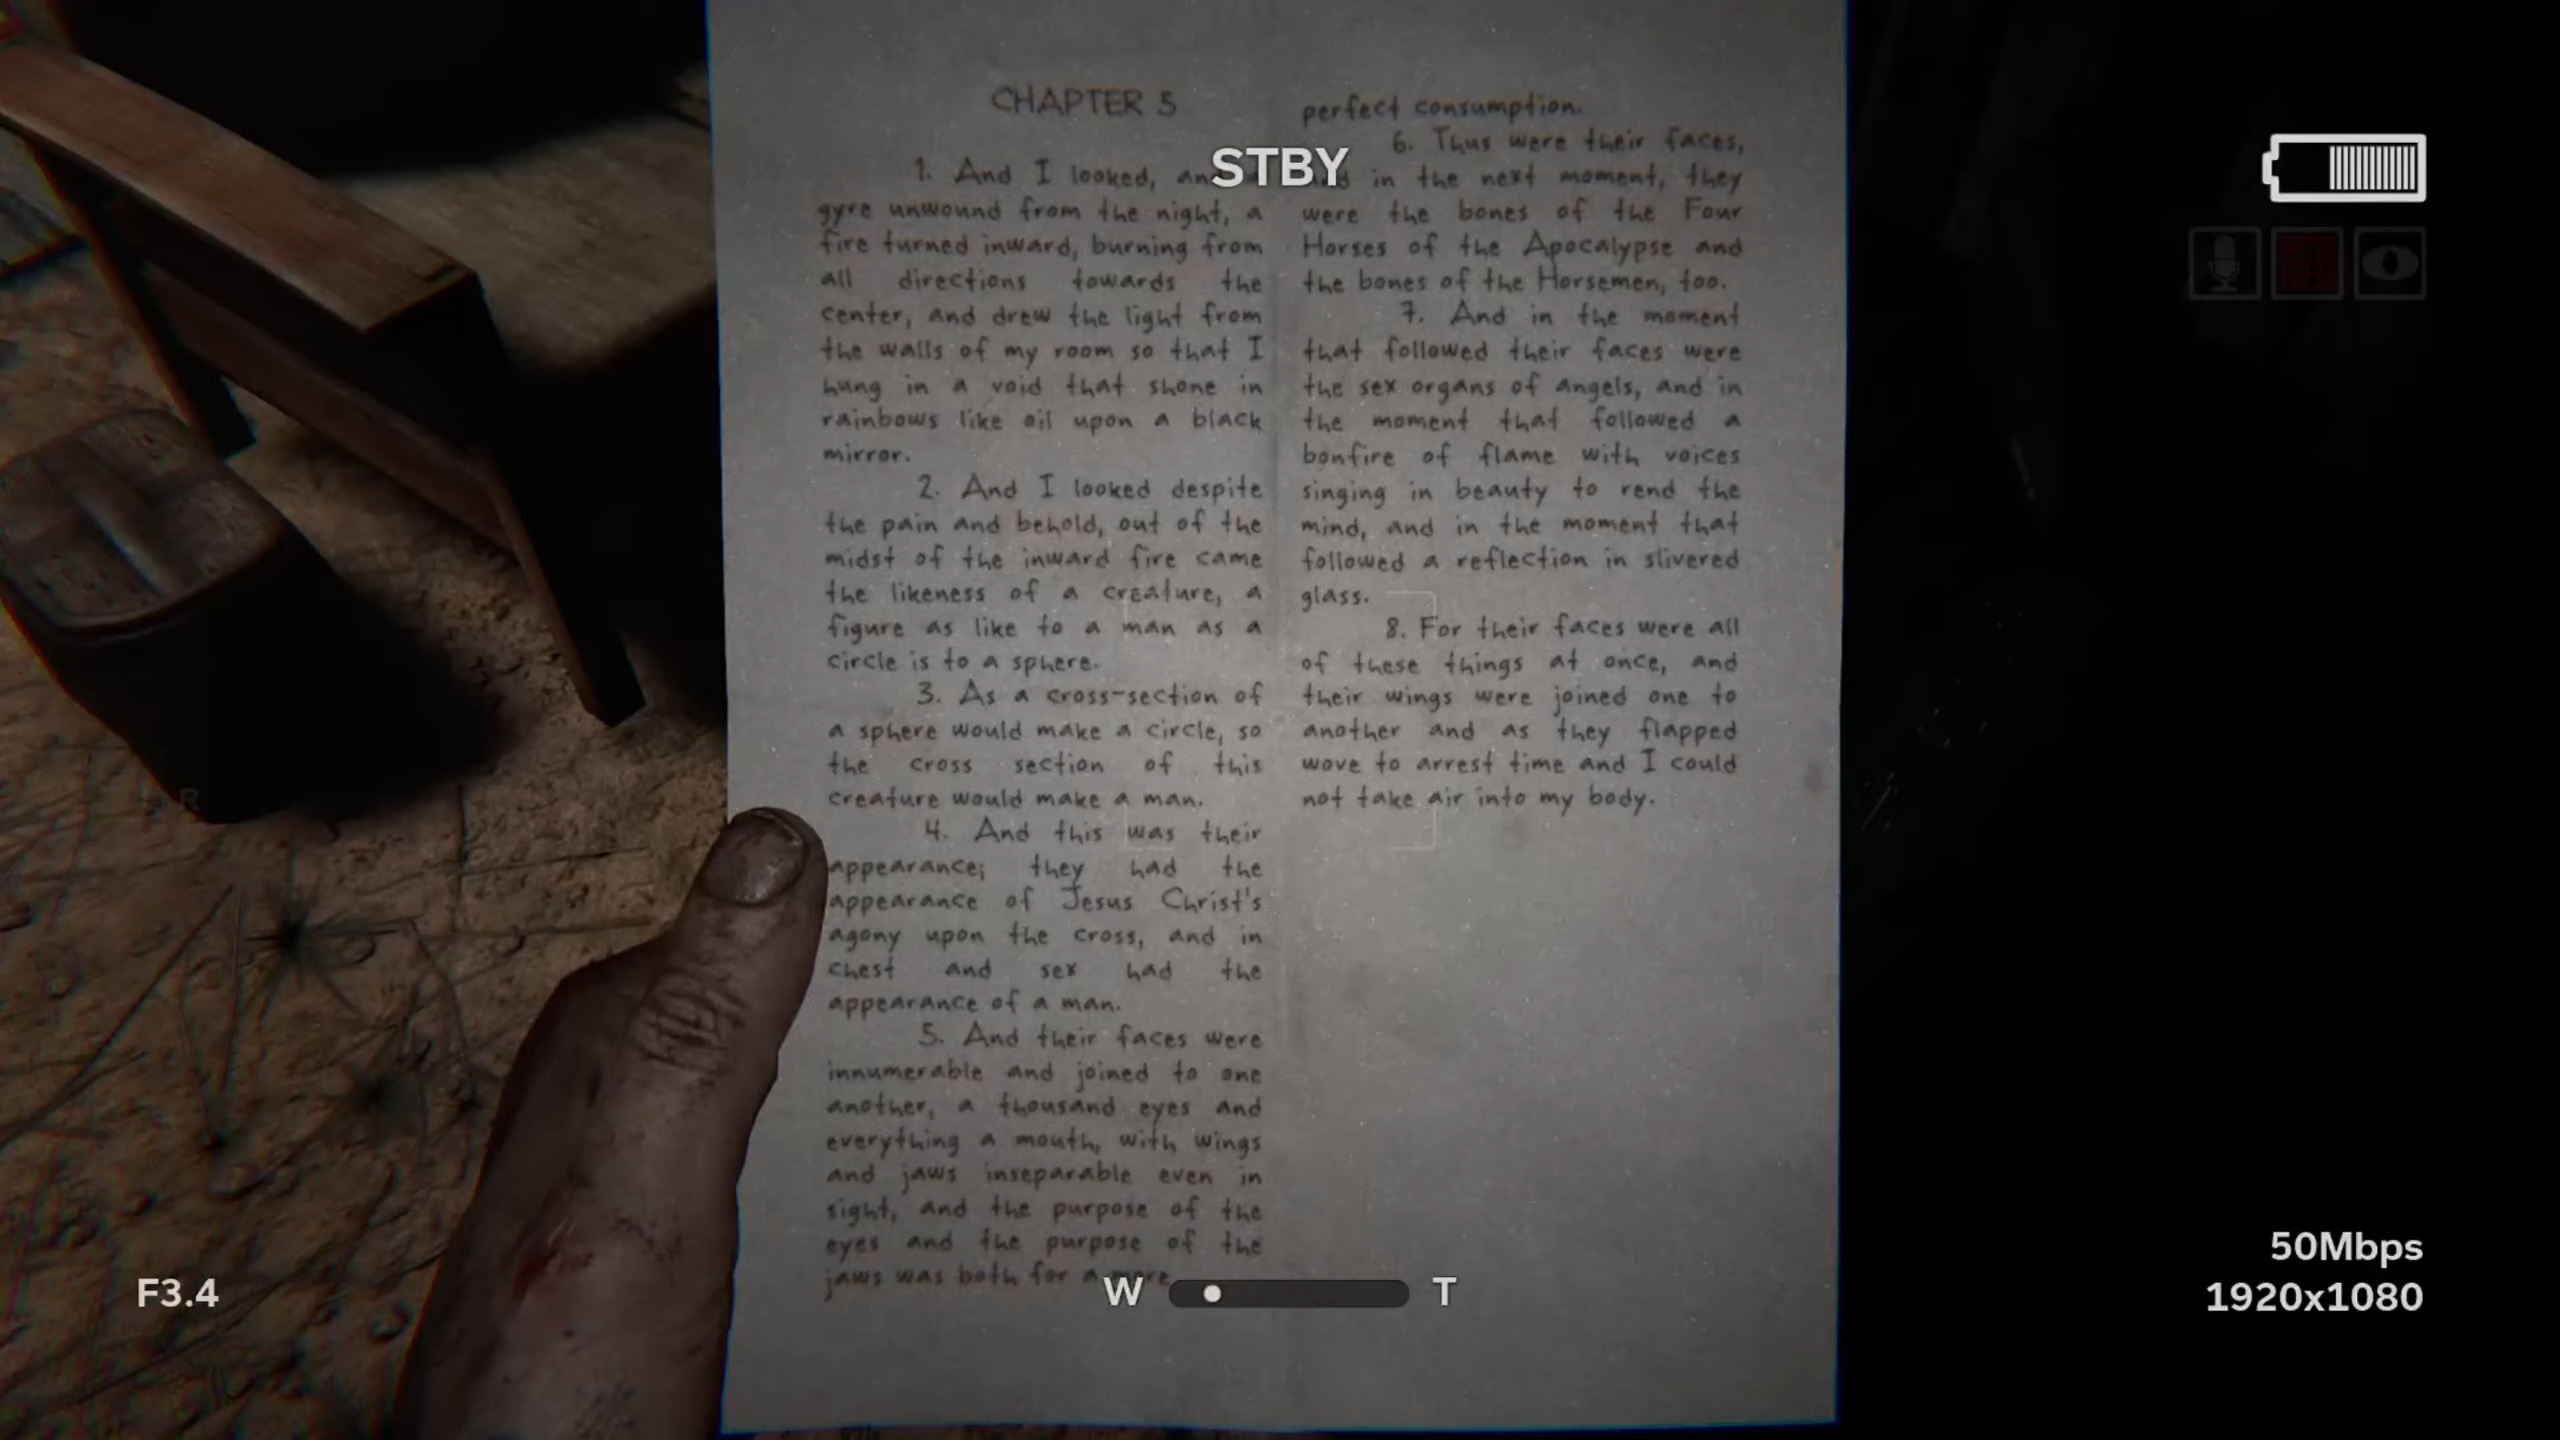 CHAPTER 5
1. And I looked, an
gyre unwound from the night, a
fire turned inward, burning from
all directions towards the
center, and drew the light from
the walls of my room so that I
hung in a void that shone in
rainbows like oil upon a black
mirror.
2. And I looked despite
the pain and behold, out of the
midst of the inward fire came
the likeness of a creature, a
figure as like to a man as a
circle is to a sphere.
3. As a cross-section of
a sphere would make a circle, so
the cross section of this
creature would make a man.
4. And this was their
appearance; they had the
appearance of Jesus Christ's
agony upon the cross, and in
chest and sex had the
appearance of a man.
5. And their faces were
innumerable and joined to one
another, a thousand eyes and
everything a mouth, with wings
and jaws inseparable even in
sight, and the purpose of the
eyes and the purpose of the
jaws was both for a more
perfect consumption.
6. Thus were their faces,
and in the next moment, they
were the bones of the Four
Horses of the Apocalypse and
the bones of the Horsemen, too.
7. And in the moment
that followed their faces were
the sex organs of angels, and in
the moment that followed a
bonfire of flame with voices
singing in beauty to rend the
mind, and in the moment that
followed a reflection in slivered
glass.
8. For their faces were all
of these things at once, and
their wings were joined one to
another and as they flapped
wove to arrest time and I could
not take air into my body.
STBY
R
F3.4
W T
50Mbps
1920x1080